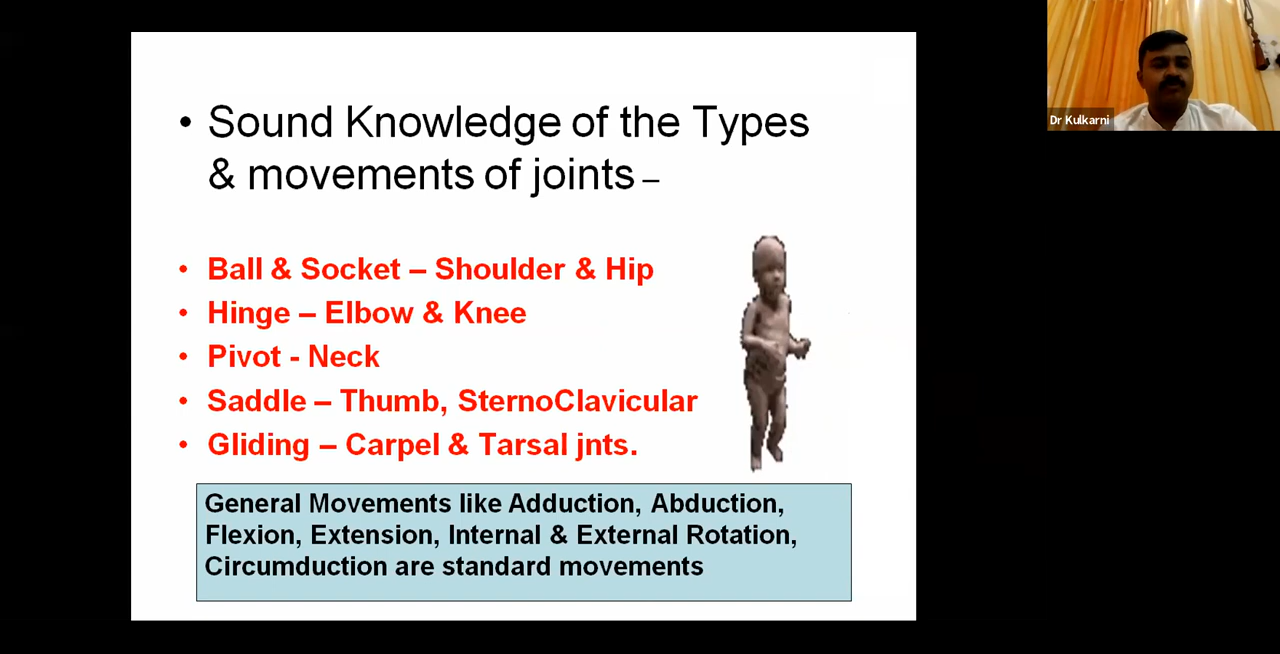 • Sound Knowledge of the Types
& movements of joints –
• Ball & Socket – Shoulder & Hip
• Hinge – Elbow & Knee
• Pivot - Neck
• Saddle – Thumb, SternoClavicular
• Gliding – Carpel & Tarsal jnts.
General Movements like Adduction, Abduction,
Flexion, Extension, Internal & External Rotation,
Circumduction are standard movements
Dr Kulkarni